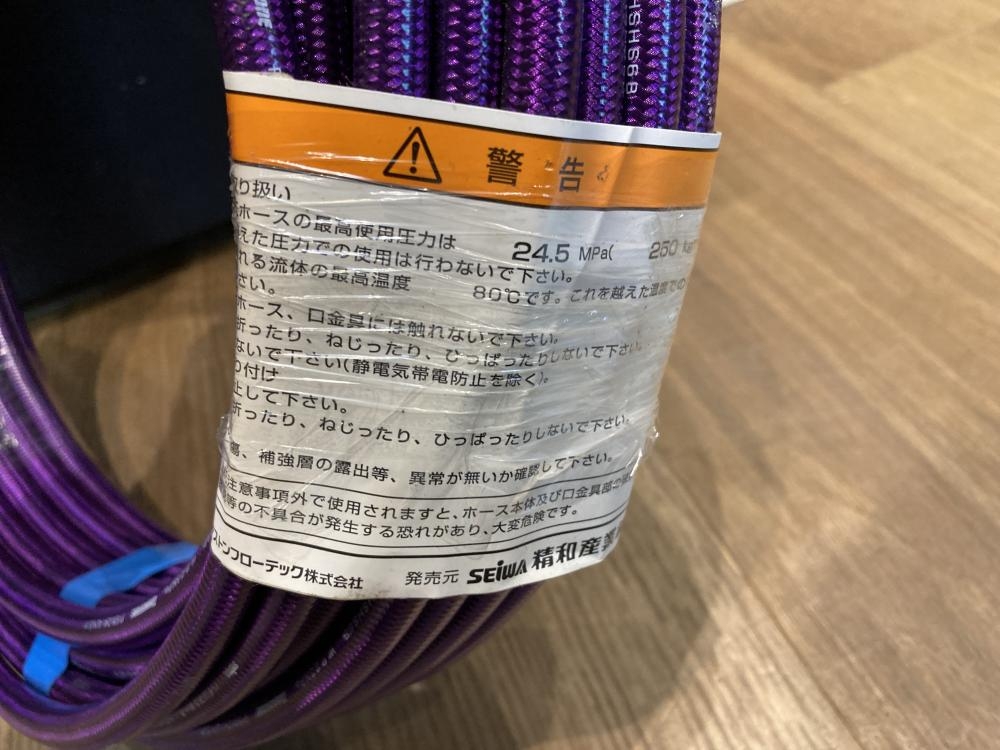 HSHS6B
警告
り扱い
ホースの最高使用圧力は 24.5 MPa( 250
えた圧力での使用は行わないで下さい。
れる流体の最高温度 80℃です。これを越えた温度での
さい。
ホース、口金具には触れないで下さい。
折ったり、ねじったり、ひっぱったりしないで下さい。
ないで下さい(静電気帯電防止を除く)。
付け
して下さい。
折ったり、ねじったり、ひっぱったりしないで下さい。
傷、補強層の露出等、異常が無いか確認して下さい。
注意事項外で使用されますと、ホース本体及び口金具部の
等の不具合が発生する恐れがあり、大変危険です。
ストンフローテック株式会社 発売元 SEIWA 精和産業